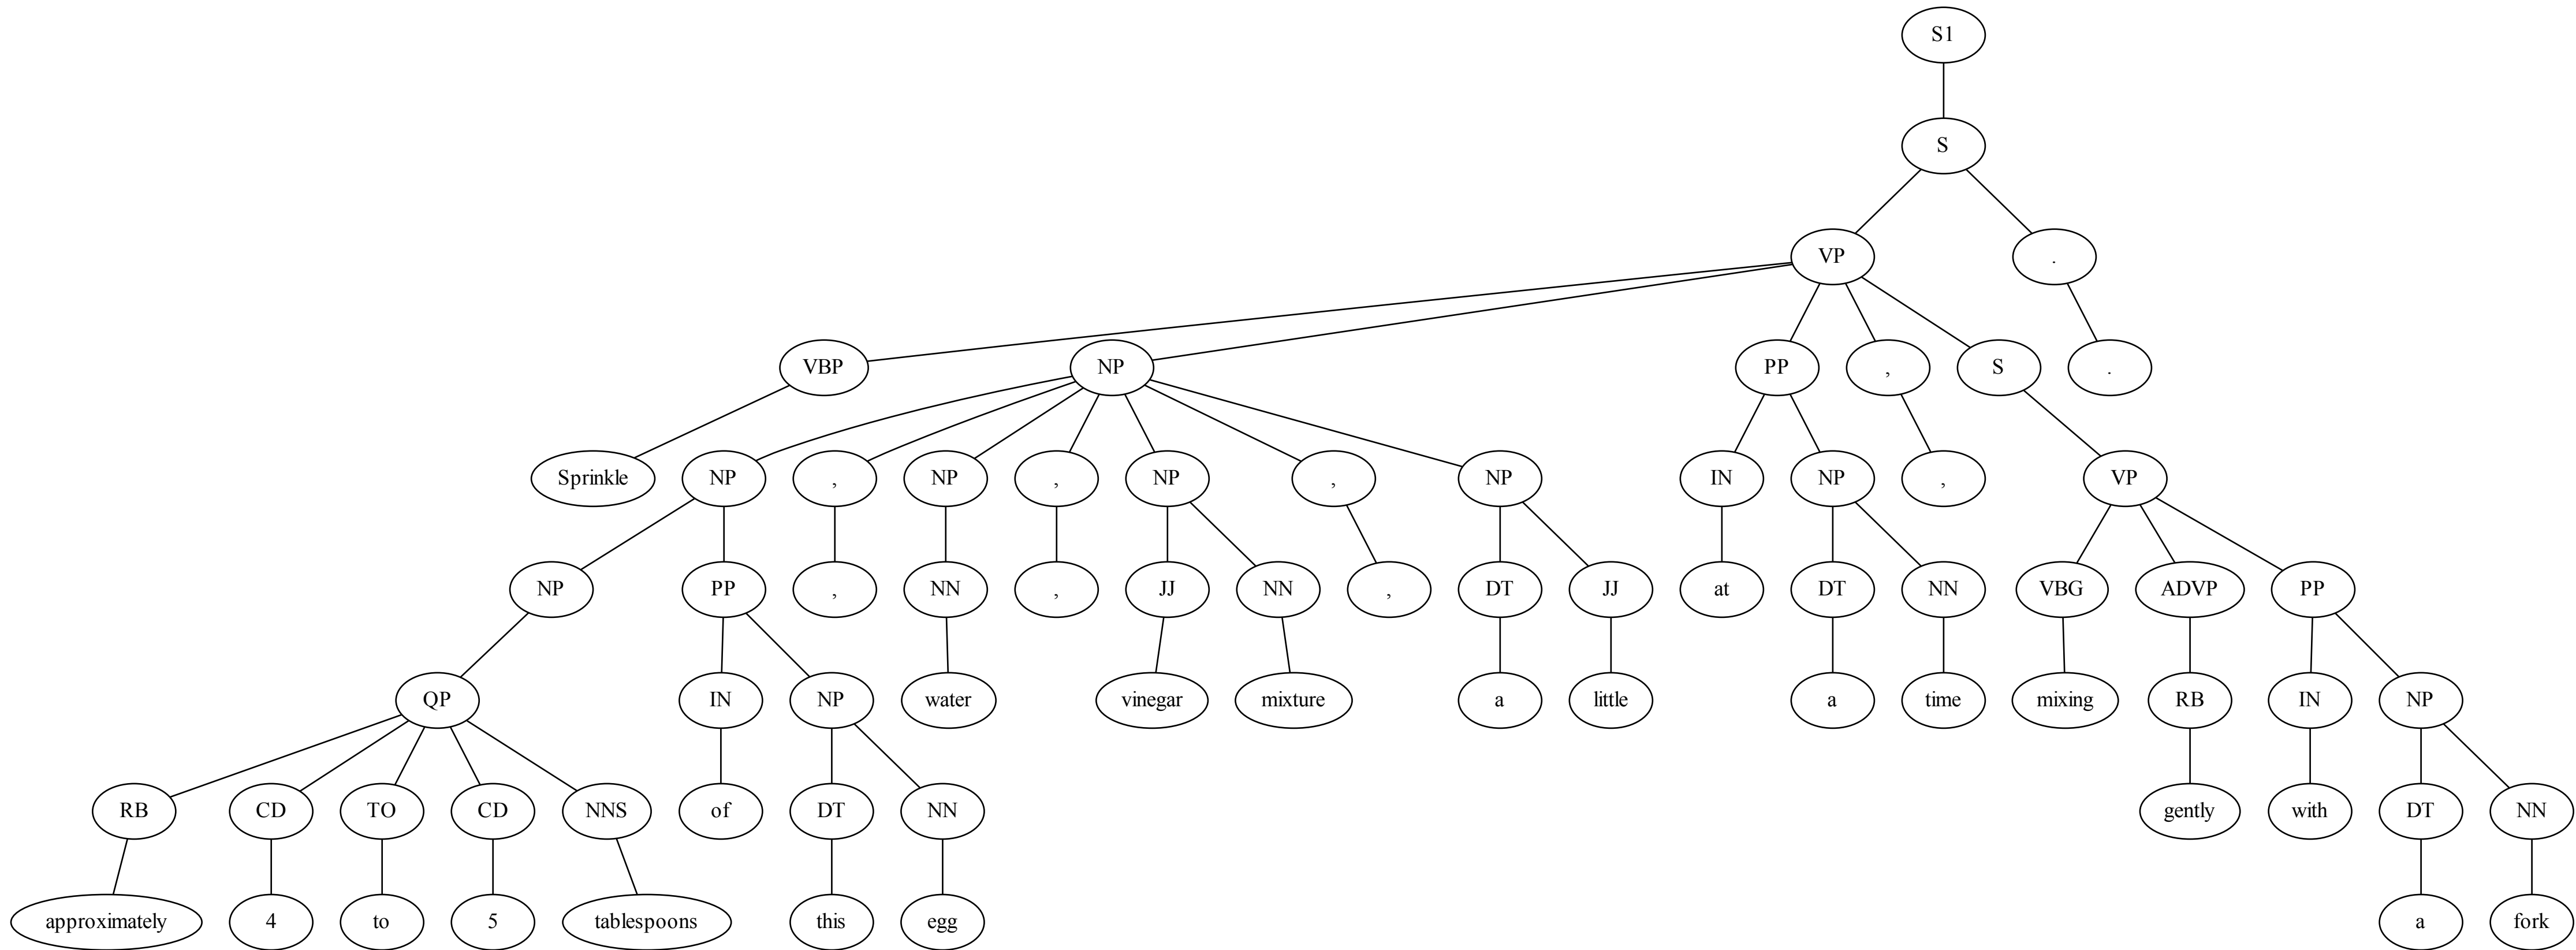 S1
S
VP .
VBP NP PP , S .
Sprinkle NP , NP , NP , NP IN NP , VP
NP PP , NN , JJ NN , DT JJ at DT NN VBG ADVP PP
QP IN NP water vinegar mixture a little a time mixing RB IN NP
RB CD TO CD NNS of DT NN gently with DT NN
approximately 4 to 5 tablespoons this egg a fork